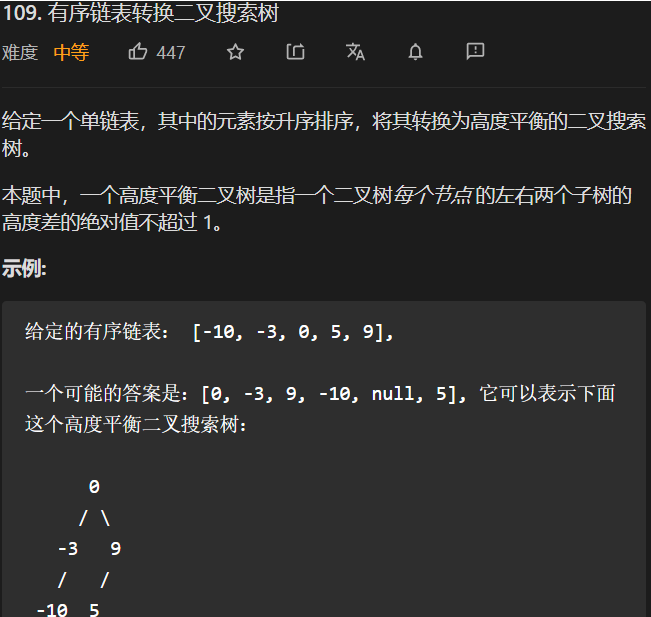 109. 有序链表转换二叉搜索树
难度 中等 447
给定一个单链表，其中的元素按升序排序，将其转换为高度平衡的二叉搜索
树。
本题中，一个高度平衡二叉树是指一个二叉树每个节点 的左右两个子树的
高度差的绝对值不超过 1。
示例:
给定的有序链表： [-10, -3, 0, 5, 9],
一个可能的答案是：[0, -3, 9, -10, null, 5], 它可以表示下面
这个高度平衡二叉搜索树：
0
/ \
-3 9
/ /
-10 5